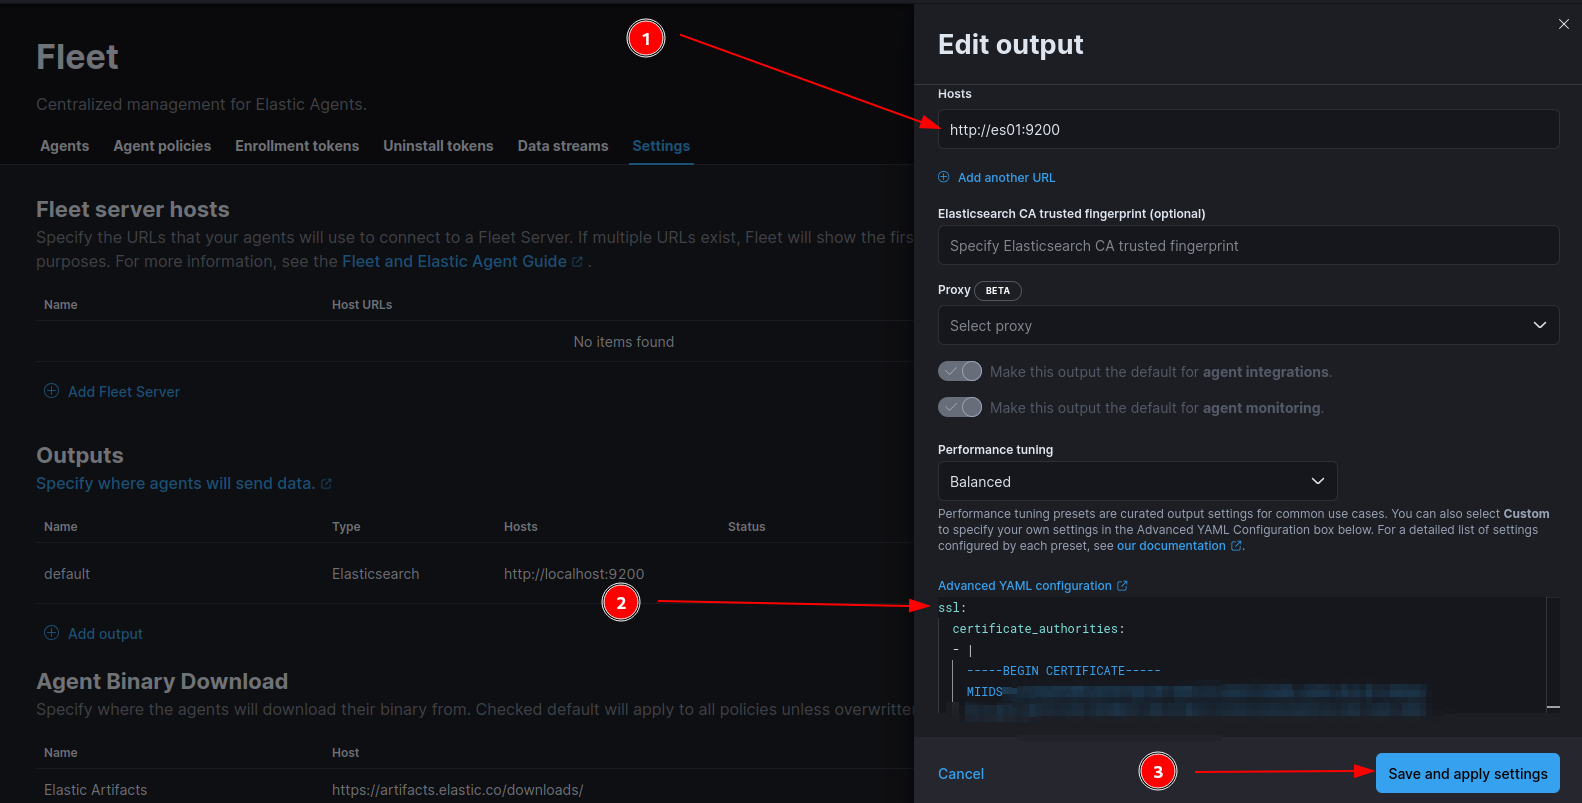 Fleet
Centralized management for Elastic Agents.
Agents Agent policies Enrollment tokens Uninstall tokens Data streams Settings
Fleet server hosts
Specify the URLs that your agents will use to connect to a Fleet Server. If multiple URLs exist, Fleet will show the firs
purposes. For more information, see the Fleet and Elastic Agent Guide .
Name Host URLs
No items found
Add Fleet Server
Outputs
Specify where agents will send data.
Name Type Hosts Status
default Elasticsearch http://localhost:9200
Add output
Agent Binary Download
Specify where the agents will download their binary from. Checked default will apply to all policies unless overwritter
Name Host
Elastic Artifacts https://artifacts.elastic.co/downloads/
1
2
3
Edit output
Hosts
http://es01:9200
Add another URL
Elasticsearch CA trusted fingerprint (optional)
Specify Elasticsearch CA trusted fingerprint
Proxy BETA
Select proxy
Make this output the default for agent integrations.
Make this output the default for agent monitoring.
Performance tuning
Balanced
Performance tuning presets are curated output settings for common use cases. You can also select Custom
to specify your own settings in the Advanced YAML Configuration box below. For a detailed list of settings
configured by each preset, see our documentation .
Advanced YAML configuration
ssl:
certificate_authorities:
- |
-----BEGIN CERTIFICATE-----
MIIDS
Cancel
Save and apply settings